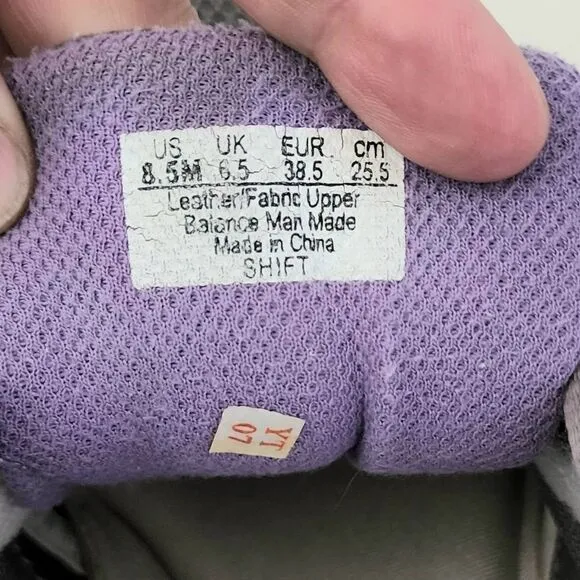 US UK EUR cm
8.5M 6.5 38.5 25.5
Leather/Fabric Upper
Balance Man Made
Made in China
SHIFT
YT
07